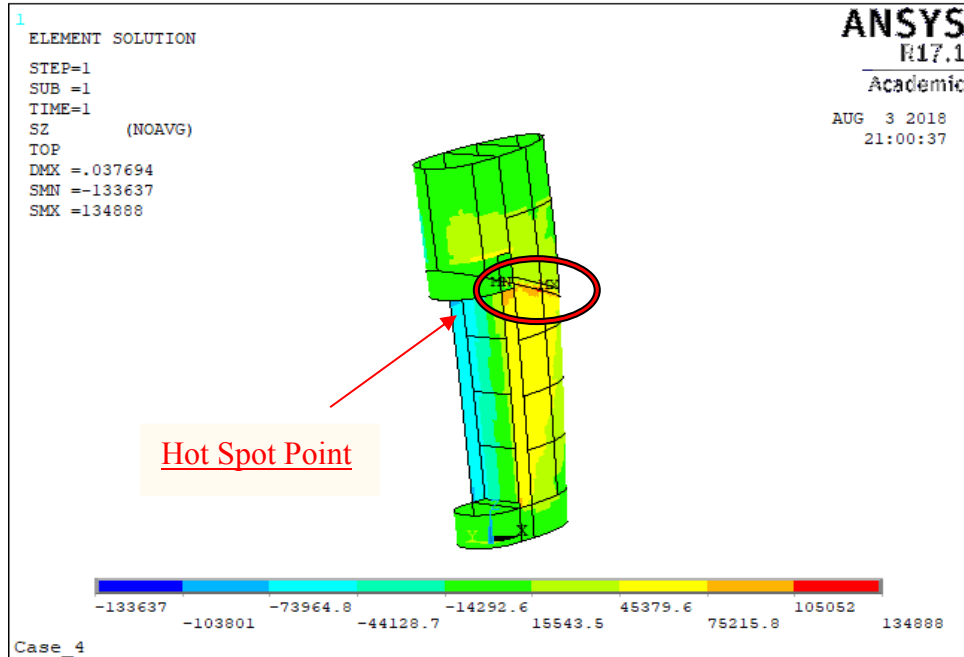 1
ELEMENT SOLUTION
STEP=1
SUB =1
TIME=1
SZ (NOAVG)
TOP
DMX =.037694
SMN =-133637
SMX =134888
ANSYS
R17.1
Academic
AUG 3 2018
21:00:37
MN MX
Hot Spot Point
Y X
-133637 -73964.8 -14292.6 45379.6 105052
-103801 -44128.7 15543.5 75215.8 134888
Case_4